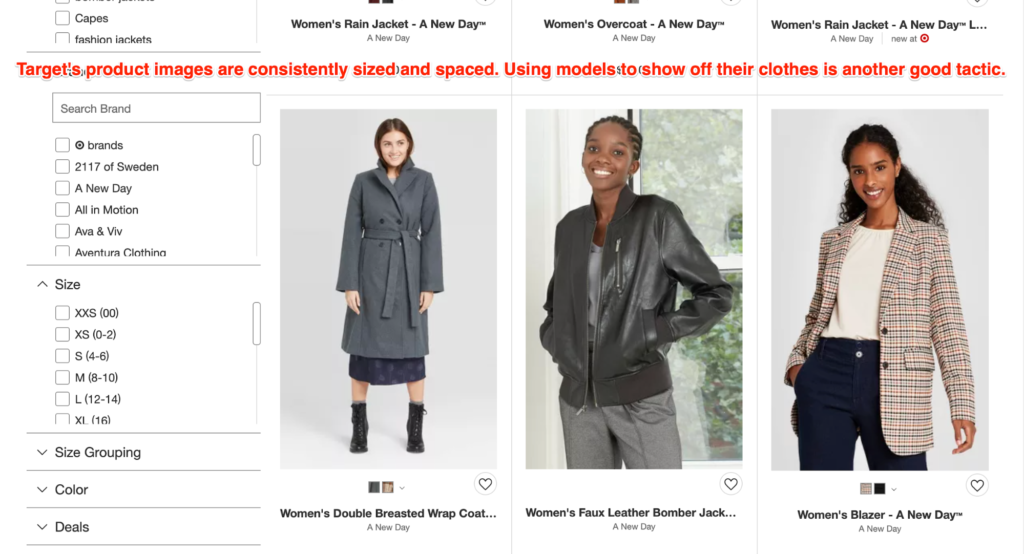 Capes
fashion jackets
Women's Rain Jacket - A New Day™
A New Day
Women's Overcoat - A New Day™
A New Day
Women's Rain Jacket - A New Day™ L...
A New Day
new at
Target's product images are consistently sized and spaced. Using models to show off their clothes is another good tactic.
Search Brand
brands
2117 of Sweden
A New Day
All in Motion
Ava & Viv
Aventura Clothing
Size
XXS (00)
XS (0-2)
S (4-6)
M (8-10)
L (12-14)
XL (16)
Size Grouping
Color
Deals
Women's Double Breasted Wrap Coat...
A New Day
Women's Faux Leather Bomber Jack...
A New Day
Women's Blazer - A New Day™
A New Day